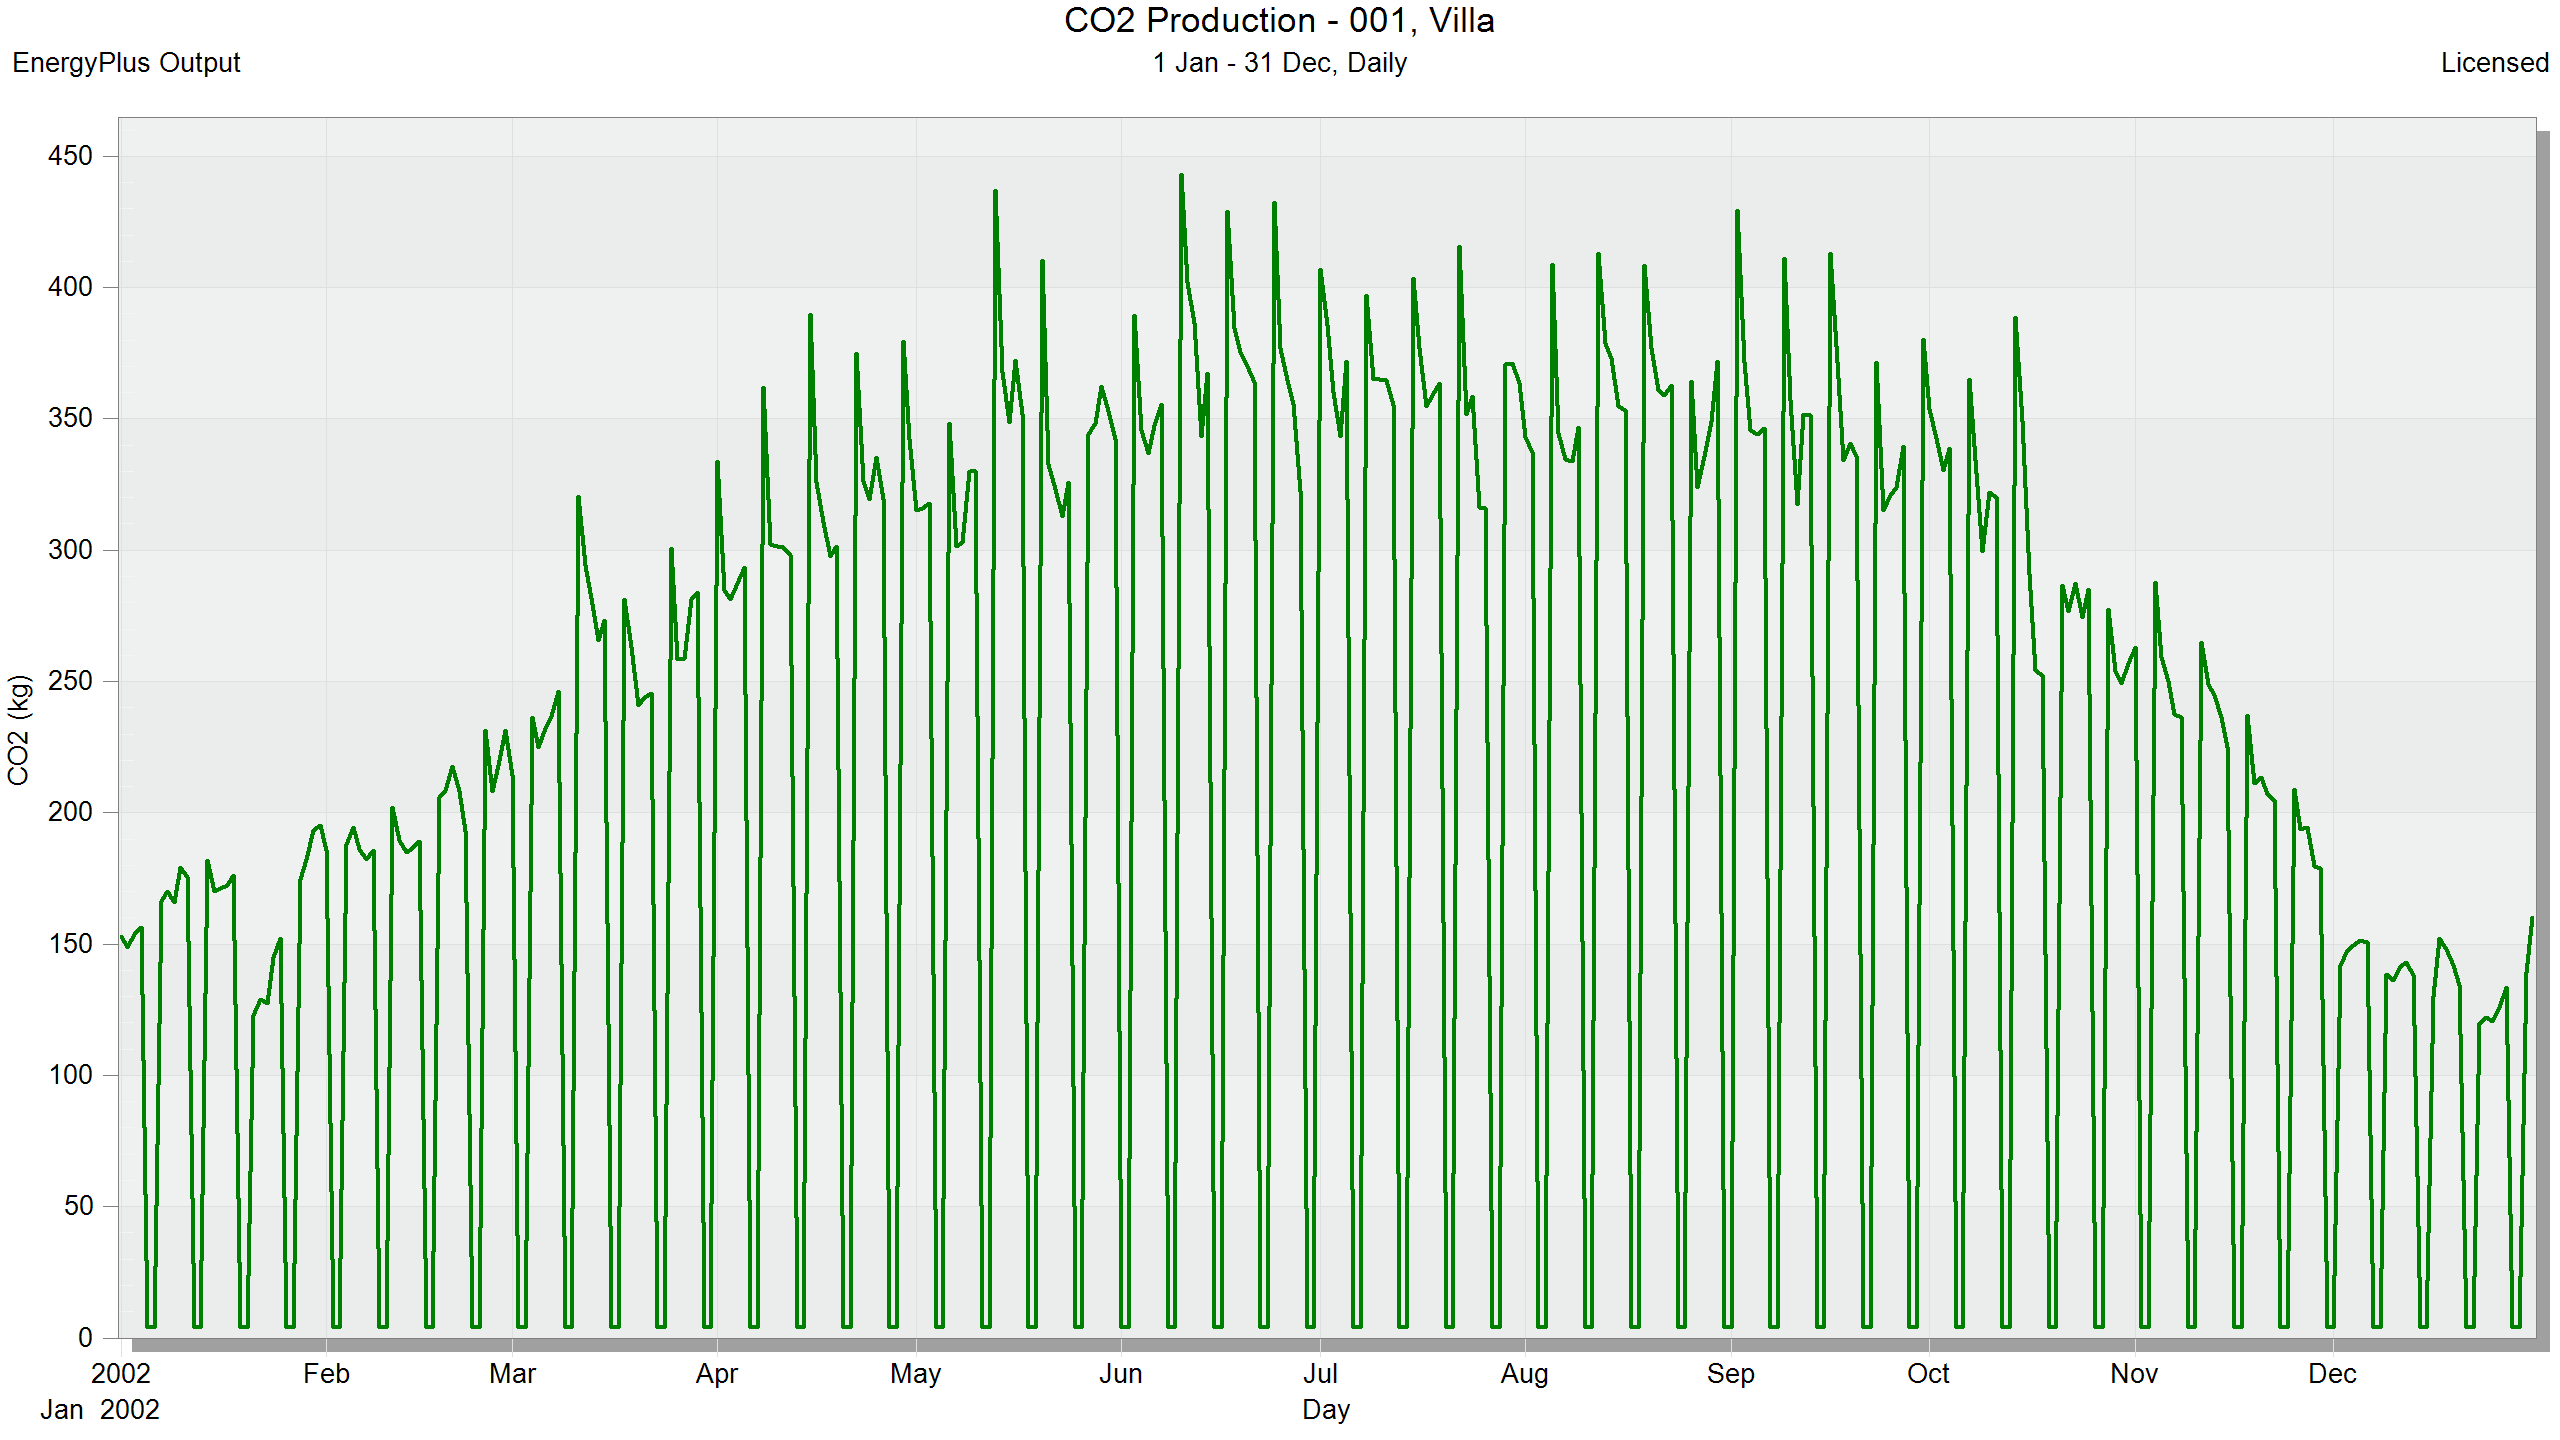 CO2 Production - 001, Villa
EnergyPlus Output
1 Jan - 31 Dec, Daily
Licensed
CO2 (kg)
450
400
350
300
250
200
150
100
50
0
2002 Feb Mar Apr May Jun Jul Aug Sep Oct Nov Dec
Jan 2002
Day